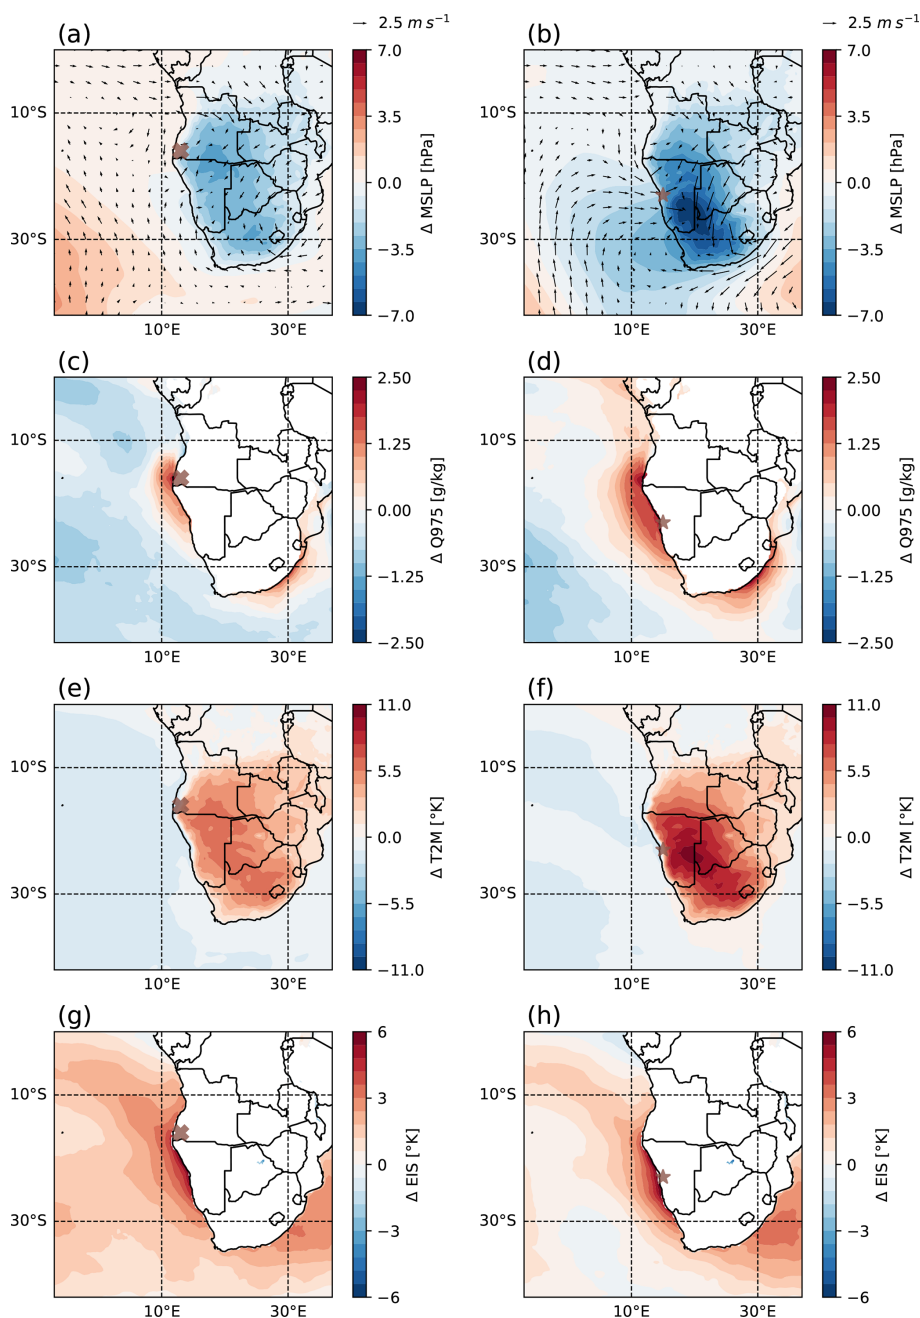 (a)
2.5 m s⁻¹
(b)
2.5 m s⁻¹
10°S
30°S
10°E
30°E
7.0
3.5
0.0
−3.5
−7.0
Δ MSLP [hPa]
10°S
30°S
10°E
30°E
7.0
3.5
0.0
−3.5
−7.0
Δ MSLP [hPa]
(c)
(d)
10°S
30°S
10°E
30°E
2.50
1.25
0.00
−1.25
−2.50
Δ Q975 [g/kg]
10°S
30°S
10°E
30°E
2.50
1.25
0.00
−1.25
−2.50
Δ Q975 [g/kg]
(e)
(f)
10°S
30°S
10°E
30°E
11.0
5.5
0.0
−5.5
−11.0
Δ T2M [°K]
10°S
30°S
10°E
30°E
11.0
5.5
0.0
−5.5
−11.0
Δ T2M [°K]
(g)
(h)
10°S
30°S
10°E
30°E
6
3
0
−3
−6
Δ EIS [°K]
10°S
30°S
10°E
30°E
6
3
0
−3
−6
Δ EIS [°K]